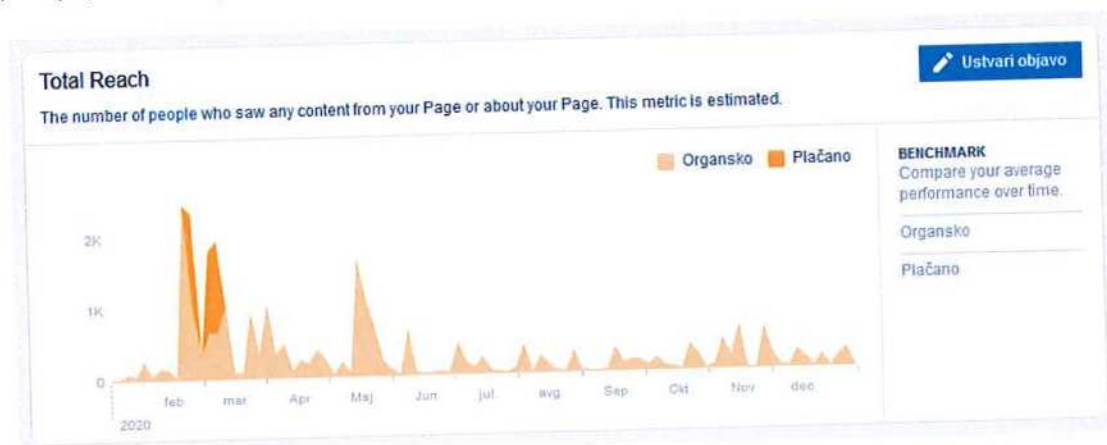 Total Reach
Ustvari objavo
The number of people who saw any content from your Page or about your Page. This metric is estimated.
Organsko
Plačano
BENCHMARK
Compare your average
performance over time.
Organsko
Plačano
2K
1K
0
feb
mar
Apr
Maj
Jun
jul
avg
Sep
Okt
Nov
dec
2020